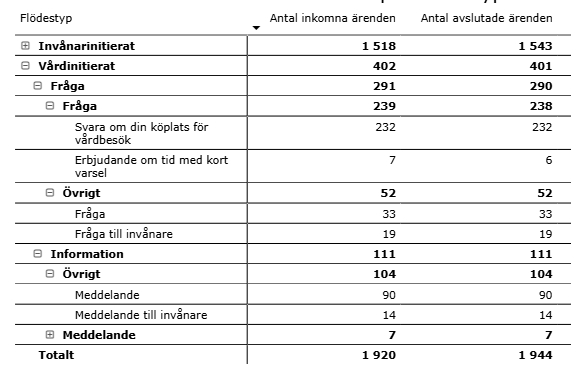 Flödestyp Antal inkomna ärenden Antal avslutade ärenden
Invånarinitierat 1 518 1 543
Vårdinitierat 402 401
Fråga 291 290
Fråga 239 238
Svara om din köplats för 232 232
vårdbesök
Erbjudande om tid med kort 7 6
varsel
Övrigt 52 52
Fråga 33 33
Fråga till invånare 19 19
Information 111 111
Övrigt 104 104
Meddelande 90 90
Meddelande till invånare 14 14
Meddelande 7 7
Totalt 1 920 1 944